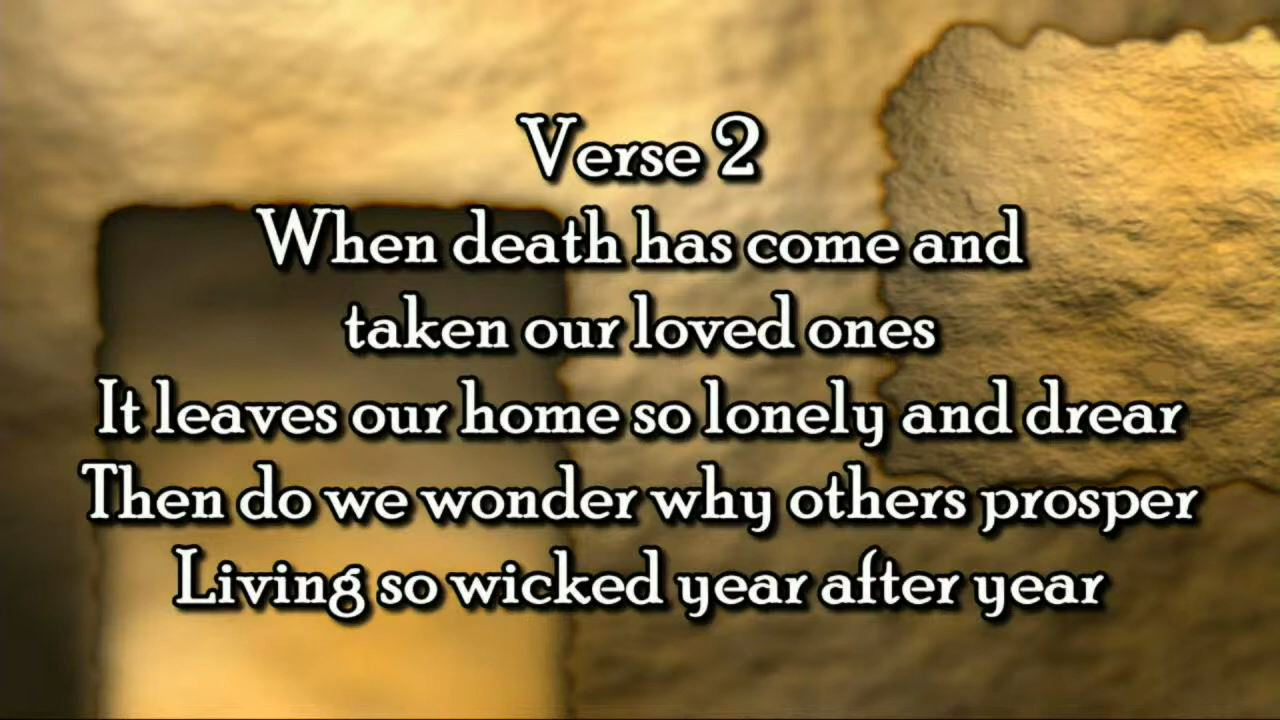 Verse 2
When death has come and
taken our loved ones
It leaves our home so lonely and drear
Then do we wonder why others prosper
Living so wicked year after year